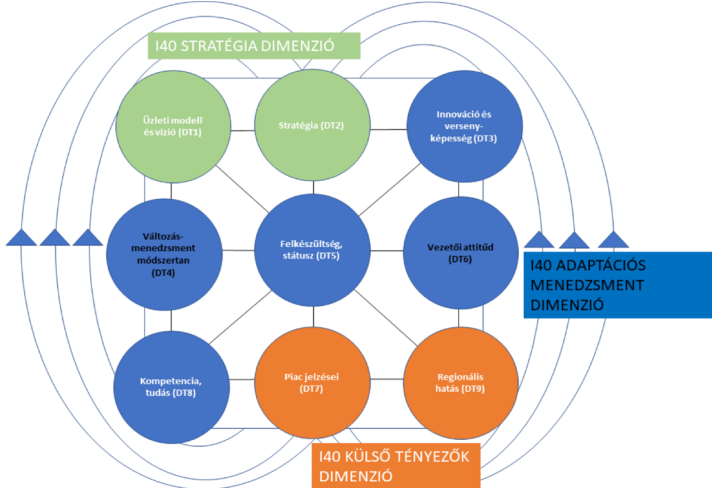 I40 STRATÉGIA DIMENZIÓ
Üzleti modell
és vízió (DT1)
Stratégia (DT2)
Innováció és
verseny-
képesség (DT3)
Változás-
menedzsment
módszertan
(DT4)
Felkészültség,
státusz (DT5)
Vezetői attitűd
(DT6)
I40 ADAPTÁCIÓS
MENEDZSMENT
DIMENZIÓ
Kompetencia,
tudás (DT8)
Piac jelzései
(DT7)
Regionális
hatás (DT9)
I40 KÜLSŐ TÉNYEZŐK
DIMENZIÓ